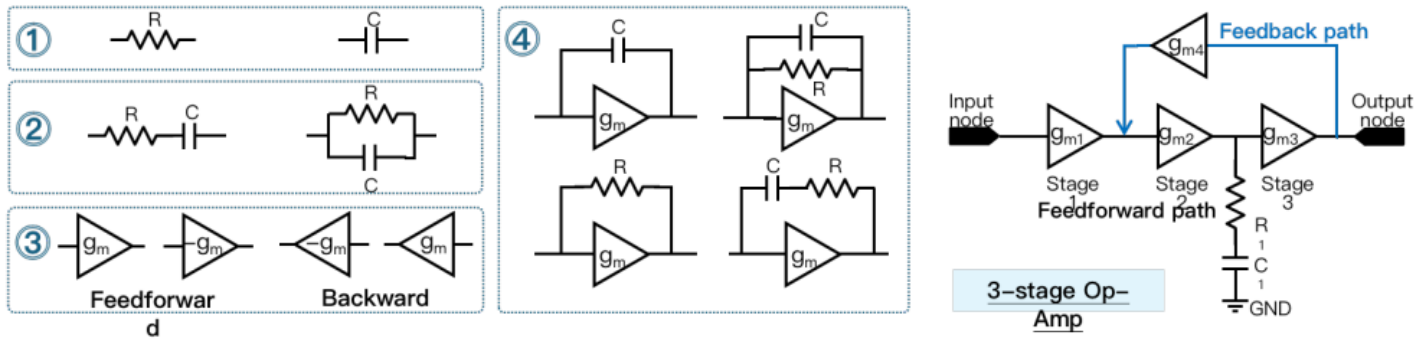 ①
R
C
②
R
C
R
C
③
gm
-gm
-gm
gm
Feedforwar
d
Backward
④
C
gm
C
R
gm
R
gm
C
R
gm
Feedback path
gm4
Input
node
Output
node
gm1
gm2
gm3
Stage
1
Stage
2
Stage
3
Feedforward path
R
1
C
1
GND
3-stage Op-
Amp